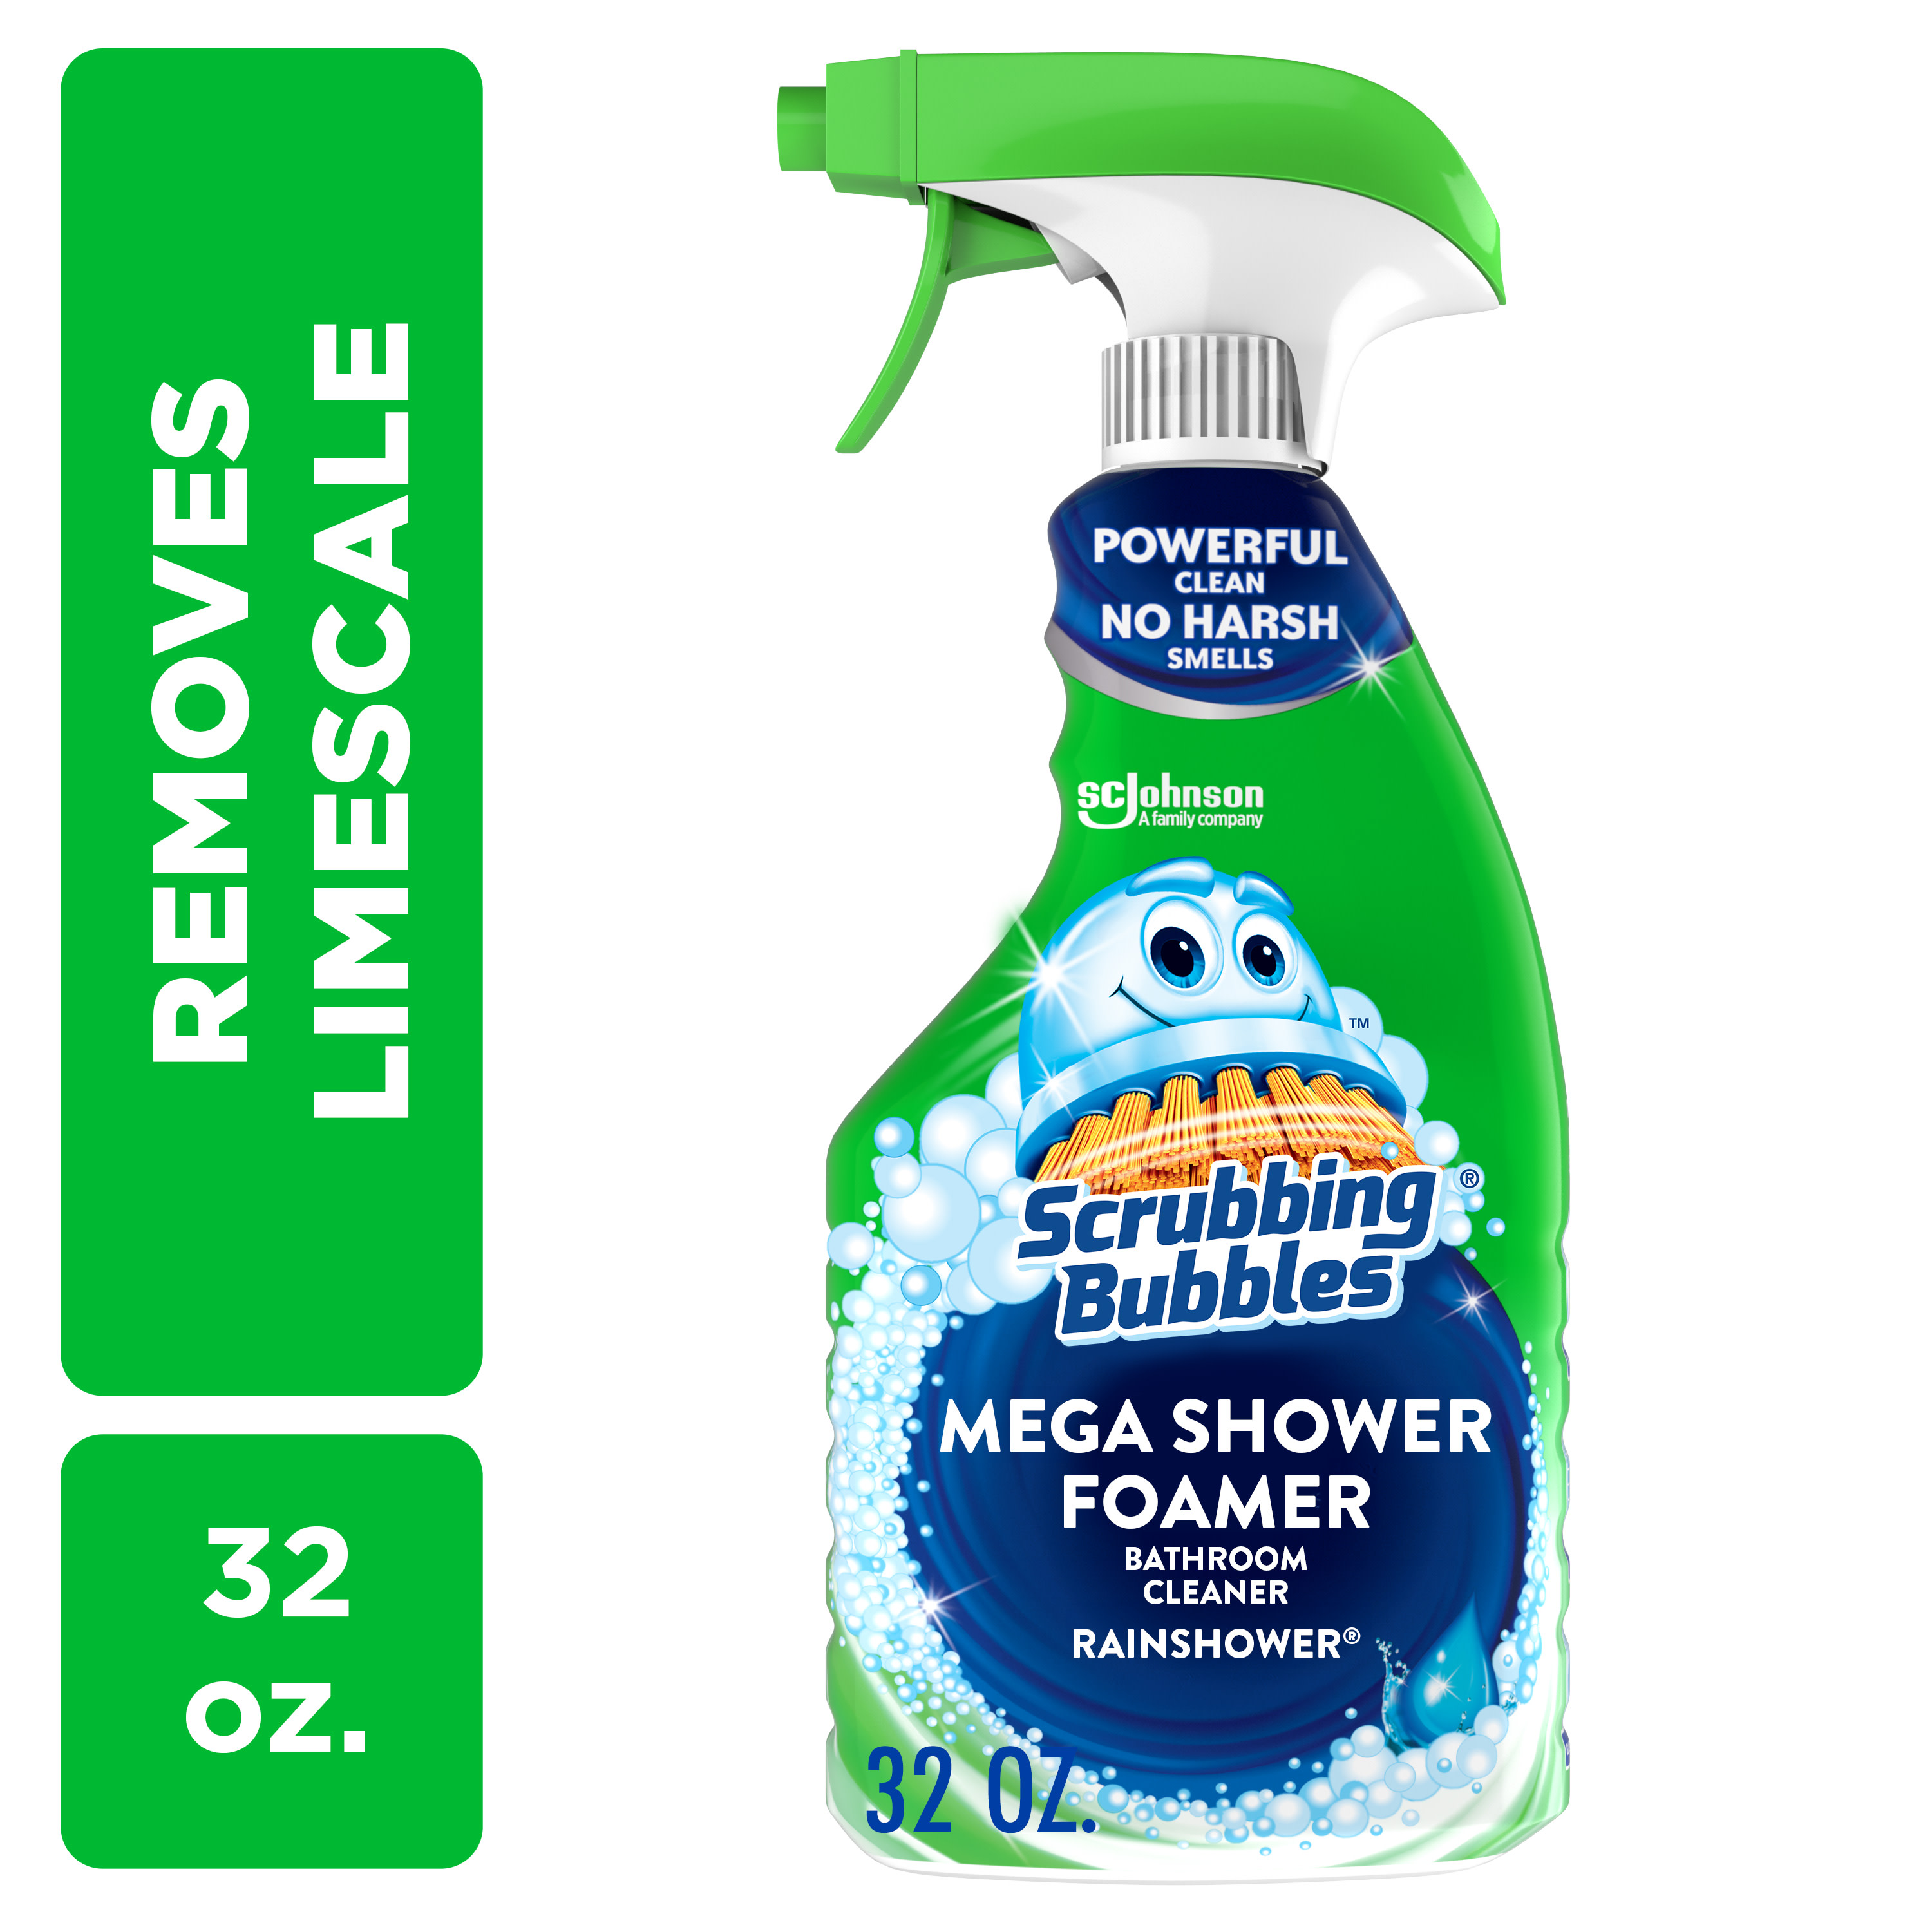 REMOVES
LIMESCALE
32
OZ.
POWERFUL
CLEAN
NO HARSH
SMELLS
SCJohnson
A family company
TM
Scrubbing
Bubbles®
MEGA SHOWER
FOAMER
BATHROOM
CLEANER
RAINSHOWER®
32 OZ.